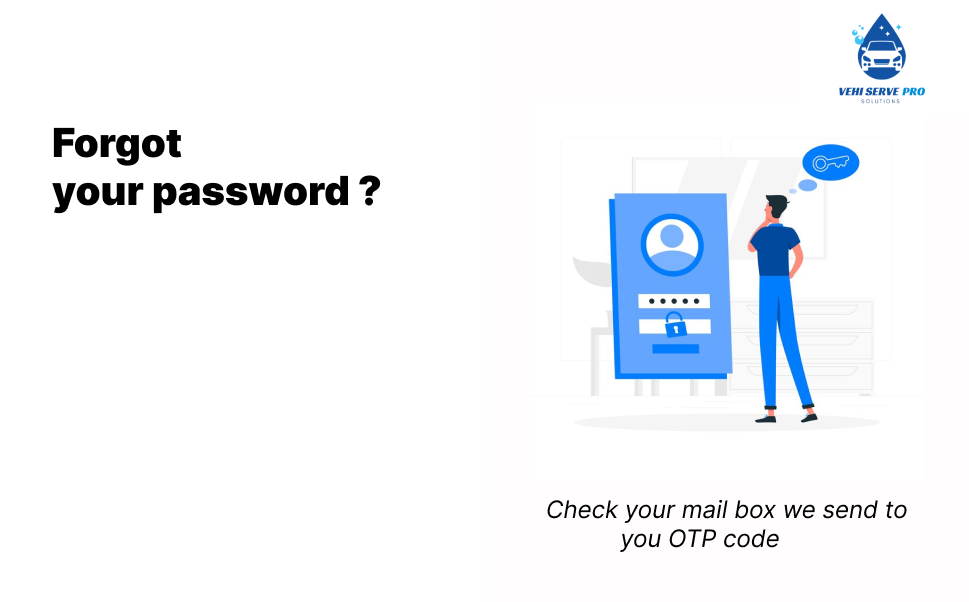 VEHI SERVE PRO
SOLUTIONS
Forgot
your password ?
Check your mail box we send to
you OTP code